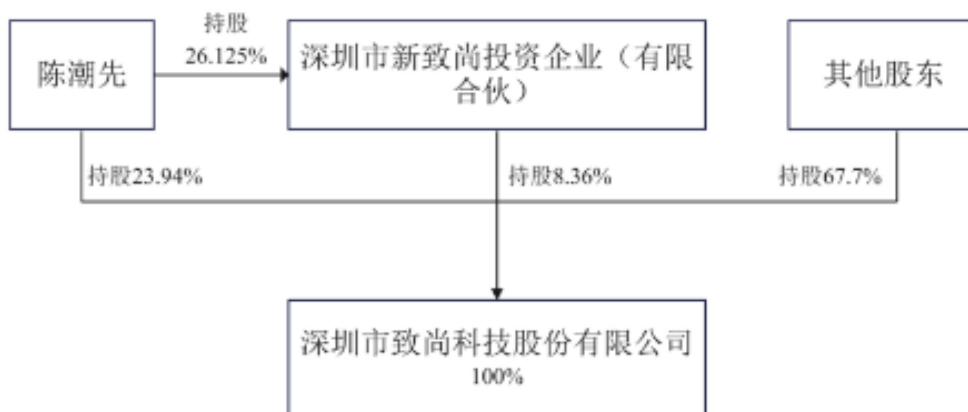 持股
26.125%
陈潮先
深圳市新致尚投资企业（有限
合伙）
其他股东
持股23.94%
持股8.36%
持股67.7%
深圳市致尚科技股份有限公司
100%